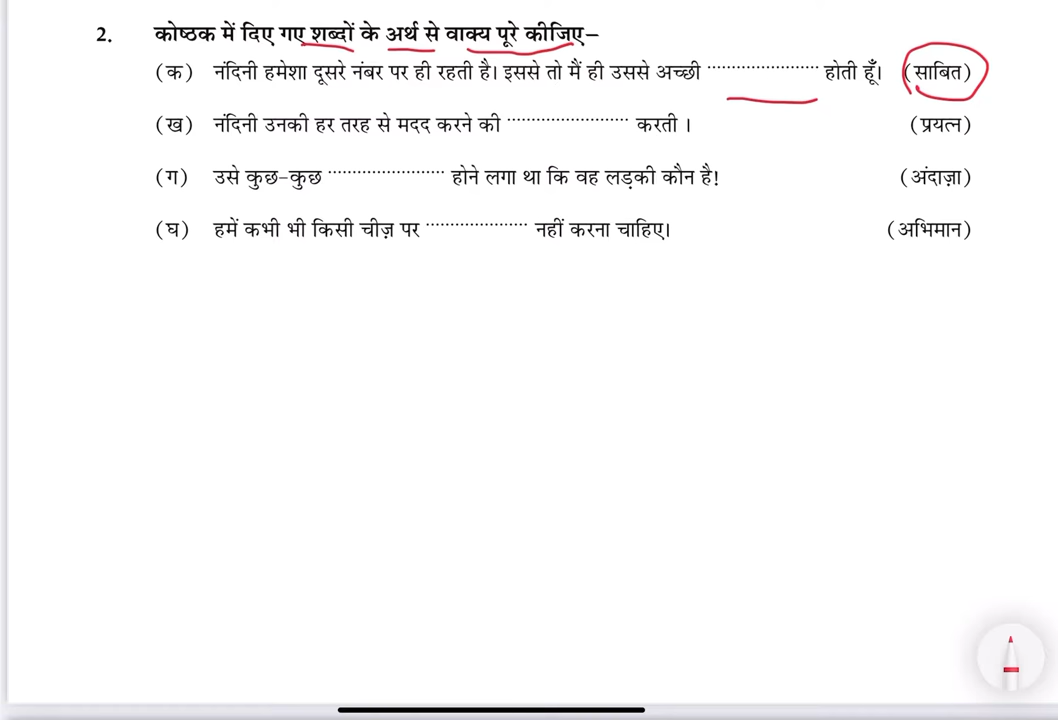 2. कोष्ठक में दिए गए शब्दों के अर्थ से वाक्य पूरे कीजिए–
(क) नंदिनी हमेशा दूसरे नंबर पर ही रहती है। इससे तो मैं ही उससे अच्छी ...................... होती हूँ। (साबित)
(ख) नंदिनी उनकी हर तरह से मदद करने की ........................ करती । (प्रयत्न)
(ग) उसे कुछ-कुछ ....................... होने लगा था कि वह लड़की कौन है! (अंदाज़ा)
(घ) हमें कभी भी किसी चीज़ पर .................... नहीं करना चाहिए। (अभिमान)